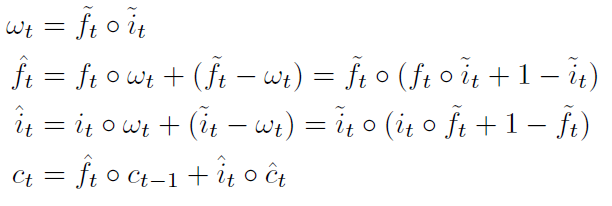 ω_t = f̃_t ∘ ĩ_t
f̂_t = f_t ∘ ω_t + (f̃_t − ω_t) = f̃_t ∘ (f_t ∘ ĩ_t + 1 − ĩ_t)
î_t = i_t ∘ ω_t + (ĩ_t − ω_t) = ĩ_t ∘ (i_t ∘ f̃_t + 1 − f̃_t)
c_t = f̂_t ∘ c_{t−1} + î_t ∘ ĉ_t